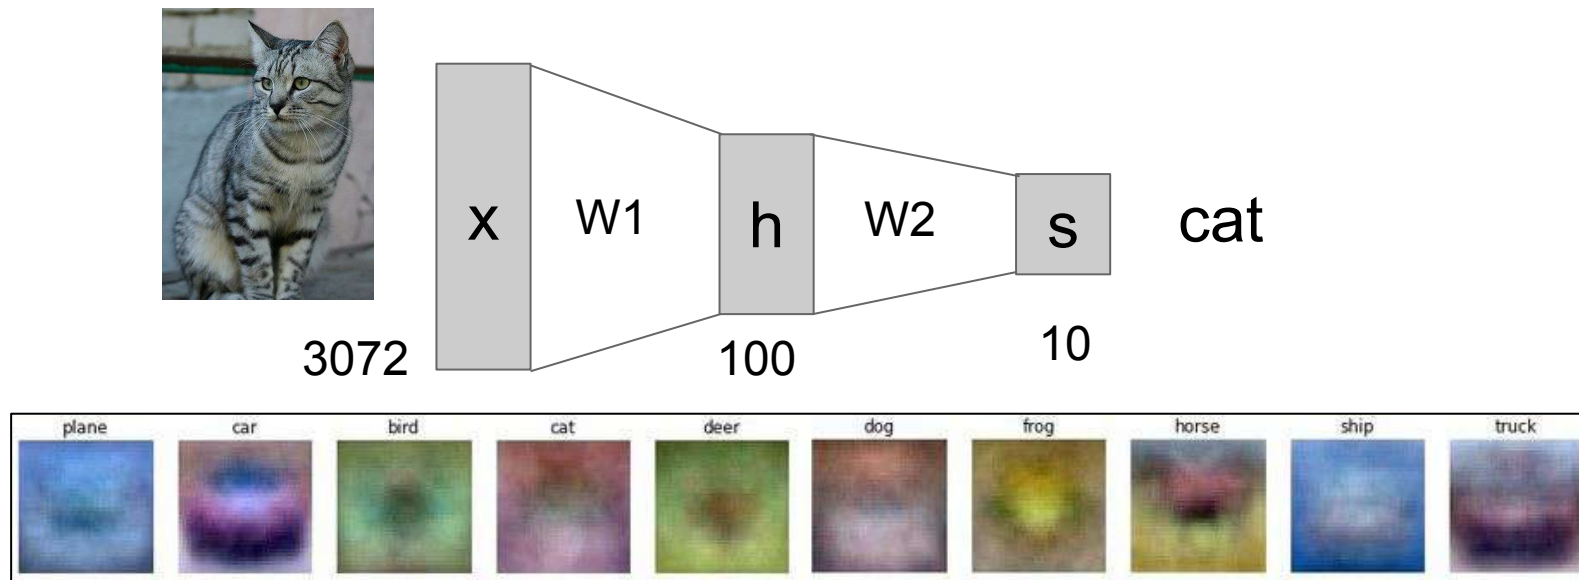 x W1 h W2 s cat
3072 100 10
plane car bird cat deer dog frog horse ship truck